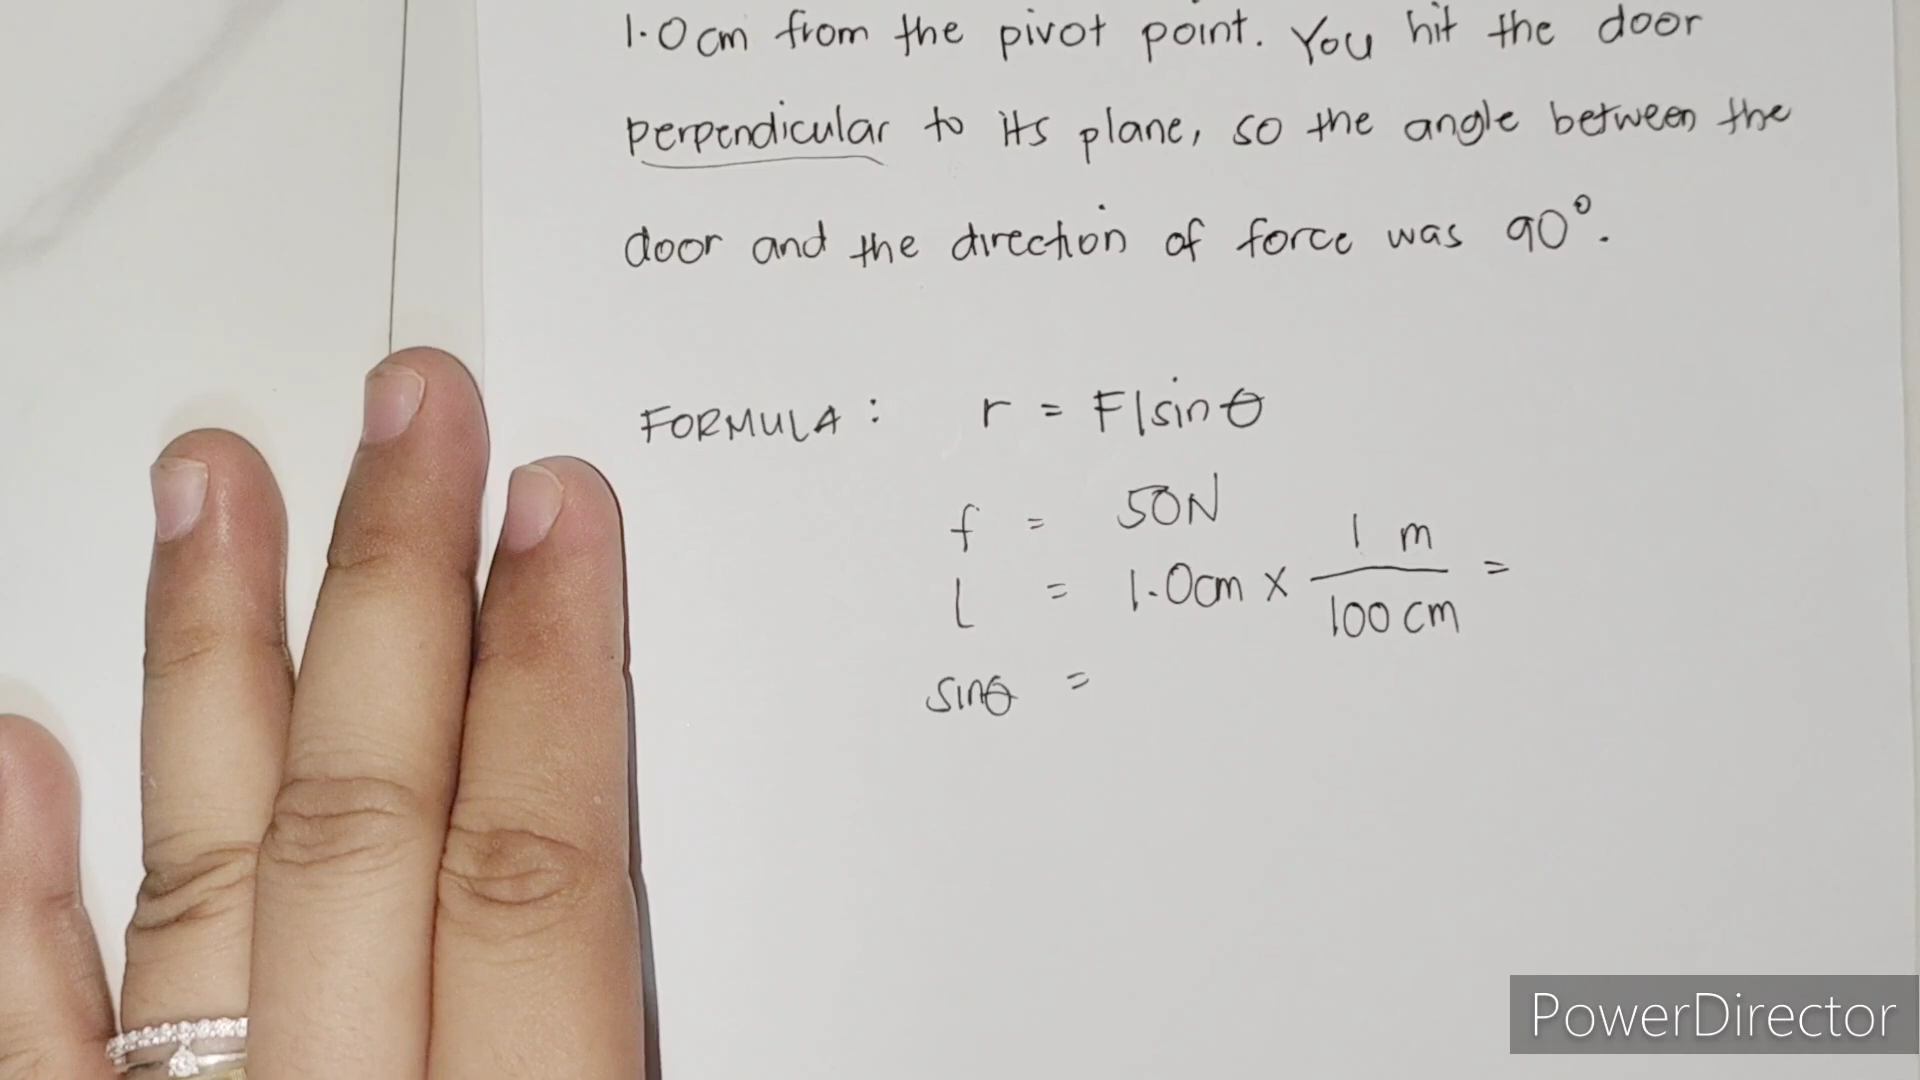 1.0cm from the pivot point. You hit the door
perpendicular to its plane, so the angle between the
door and the direction of force was 90°.
FORMULA : r = Flsinθ
f = 50N
l = 1.0cm x 1 m / 100 cm =
sinθ =
PowerDirector